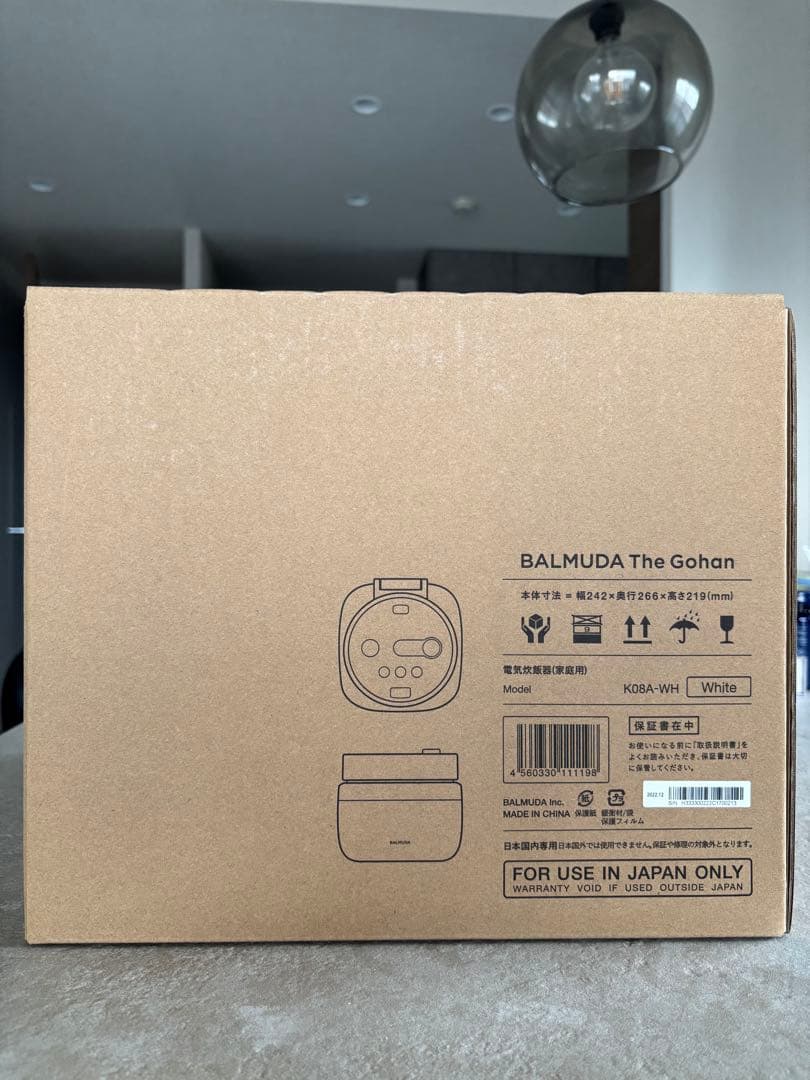 BALMUDA The Gohan
本体寸法 = 幅242×奥行266×高さ219(mm)
9
電気炊飯器(家庭用)
Model K08A-WH White
4 560330 111198
保証書在中
お使いになる前に「取扱説明書」を
よくお読みいただき、保証書は大切
に保管してください。
2022.12
BALMUDA Inc.
MADE IN CHINA
紙
保護紙
プラ
緩衝材/袋
保護フィルム
BALMUDA
日本国内専用 日本国外では使用できません。保証や修理の対象外となります。
FOR USE IN JAPAN ONLY
WARRANTY VOID IF USED OUTSIDE JAPAN